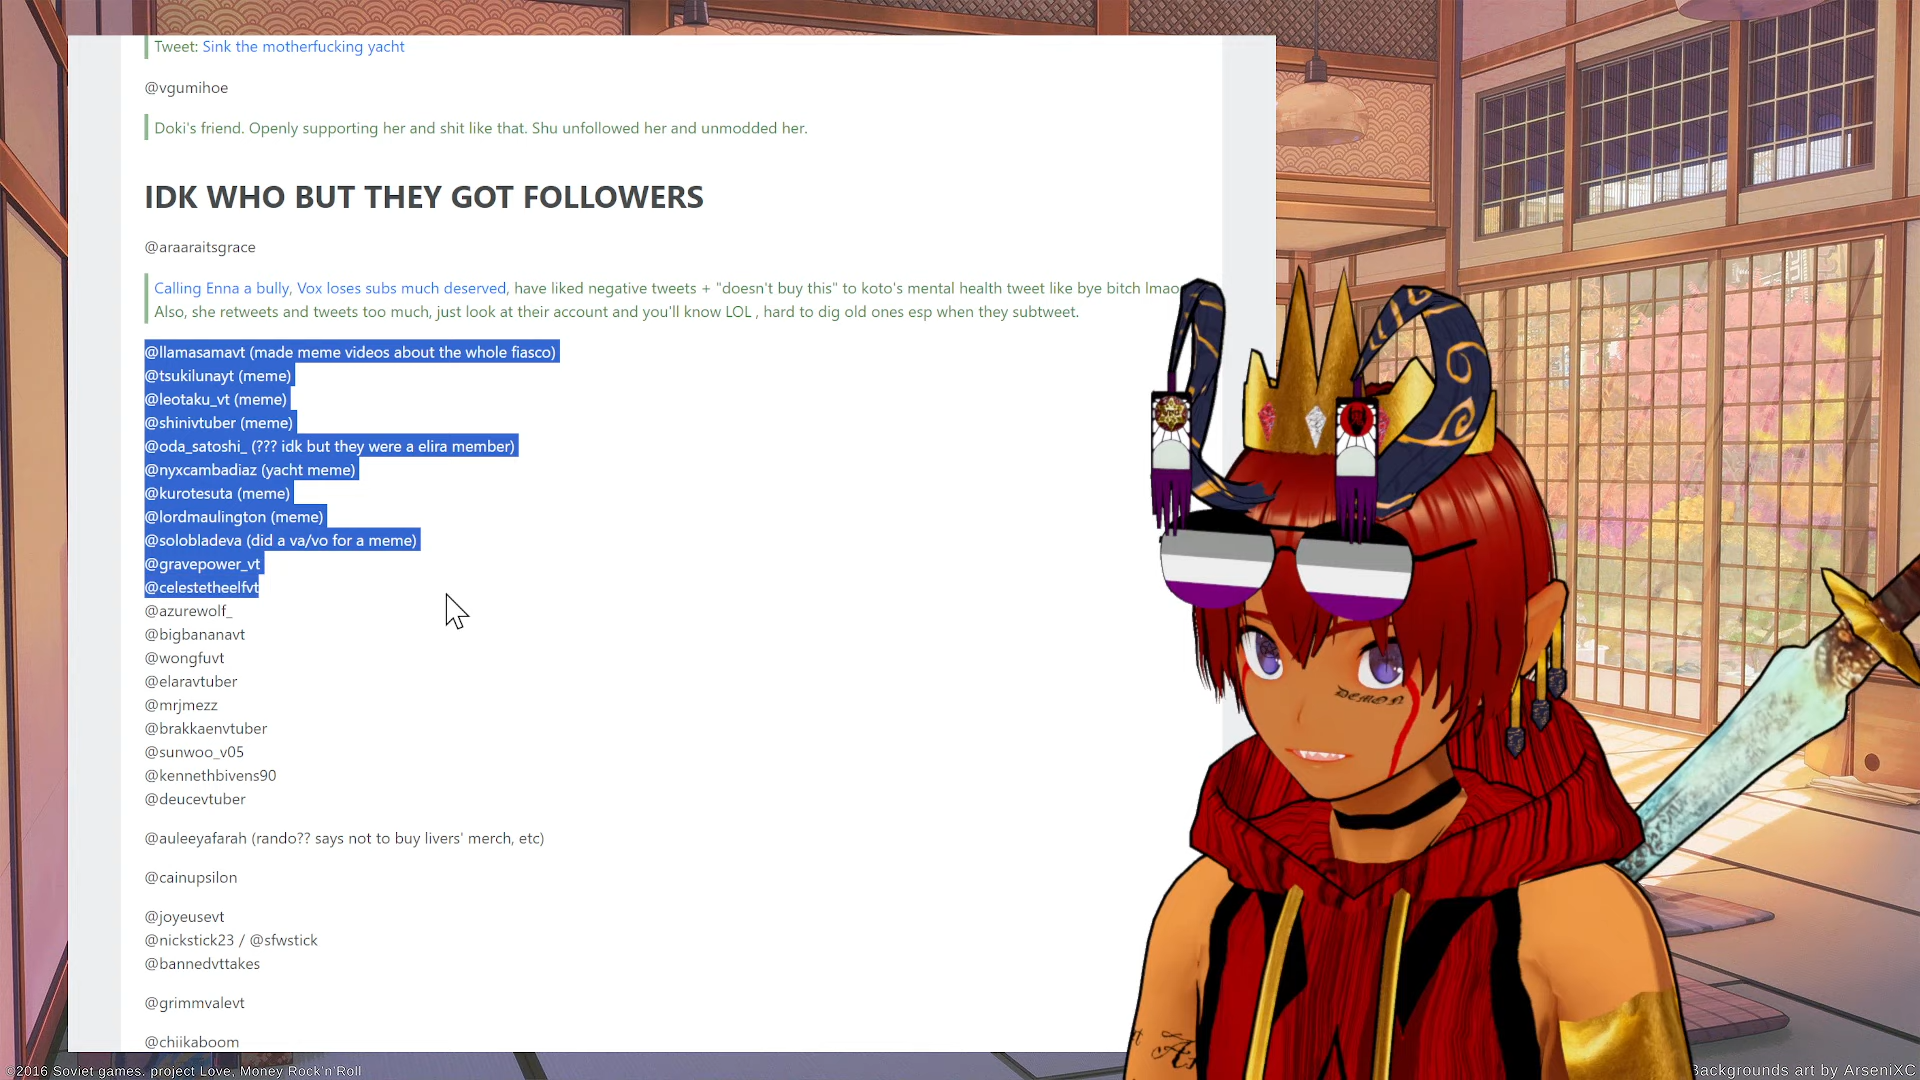 Tweet: Sink the motherfucking yacht
@vgumihoe
Doki's friend. Openly supporting her and shit like that. Shu unfollowed her and unmodded her.
IDK WHO BUT THEY GOT FOLLOWERS
@araaraitsgrace
Calling Enna a bully, Vox loses subs much deserved, have liked negative tweets + "doesn't buy this" to koto's mental health tweet like bye bitch lmao
Also, she retweets and tweets too much, just look at their account and you'll know LOL , hard to dig old ones esp when they subtweet.
@llamasamavt (made meme videos about the whole fiasco)
@tsukilunayt (meme)
@leotaku_vt (meme)
@shinivtuber (meme)
@oda_satoshi_ (??? idk but they were a elira member)
@nyxcambadiaz (yacht meme)
@kurotesuta (meme)
@lordmaulington (meme)
@solobladeva (did a va/vo for a meme)
@gravepower_vt
@celestetheelfvt
@azurewolf_
@bigbananavt
@wongfuvt
@elaravtuber
@mrjmezz
@brakkaenvtuber
@sunwoo_v05
@kennethbivens90
@deucevtuber
@auleeyafarah (rando?? says not to buy livers' merch, etc)
@cainupsilon
@joyeusevt
@nickstick23 / @sfwstick
@bannedvttakes
@grimmvalevt
@chiikaboom
DEMON
©2016 Soviet games. project Love, Money Rock'n'Roll
Backgrounds art by ArseniXC